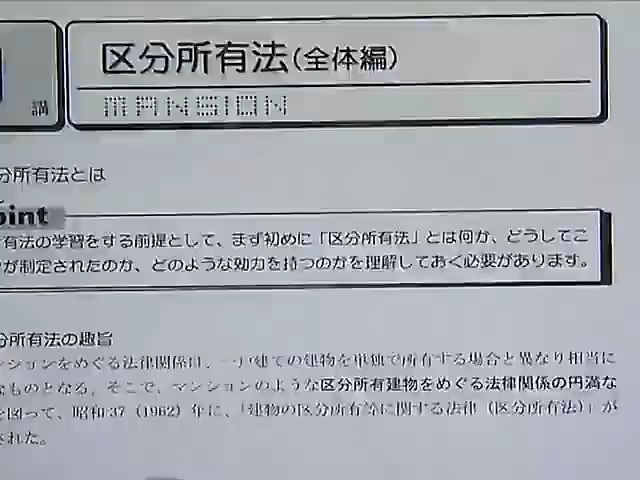 講
区分所有法(全体編)
MANSION
分所有法とは
oint
有法の学習をする前提として、まず初めに「区分所有法」とは何か、どうしてこ
が制定されたのか、どのような効力を持つのかを理解しておく必要があります。
分所有法の趣旨
ンションをめぐる法律関係は、一戸建ての建物を単独で所有する場合と異なり相当に
なものとなる。そこで、マンションのような区分所有建物をめぐる法律関係の円満な
を図って、昭和37（1962）年に、「建物の区分所有等に関する法律（区分所有法）」が
された。